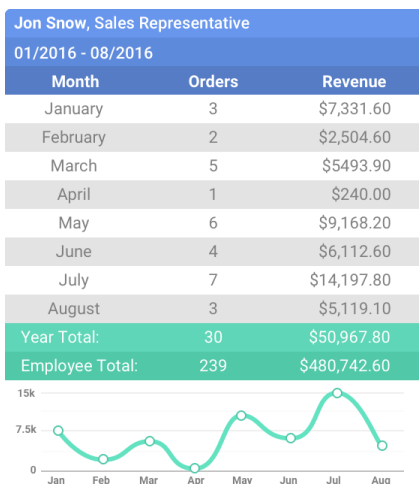 Jon Snow, Sales Representative
01/2016 - 08/2016
Month Orders Revenue
January 3 $7,331.60
February 2 $2,504.60
March 5 $5493.90
April 1 $240.00
May 6 $9,168.20
June 4 $6,112.60
July 7 $14,197.80
August 3 $5,119.10
Year Total: 30 $50,967.80
Employee Total: 239 $480,742.60
15k
7.5k
0
Jan Feb Mar Apr May Jun Jul Aug